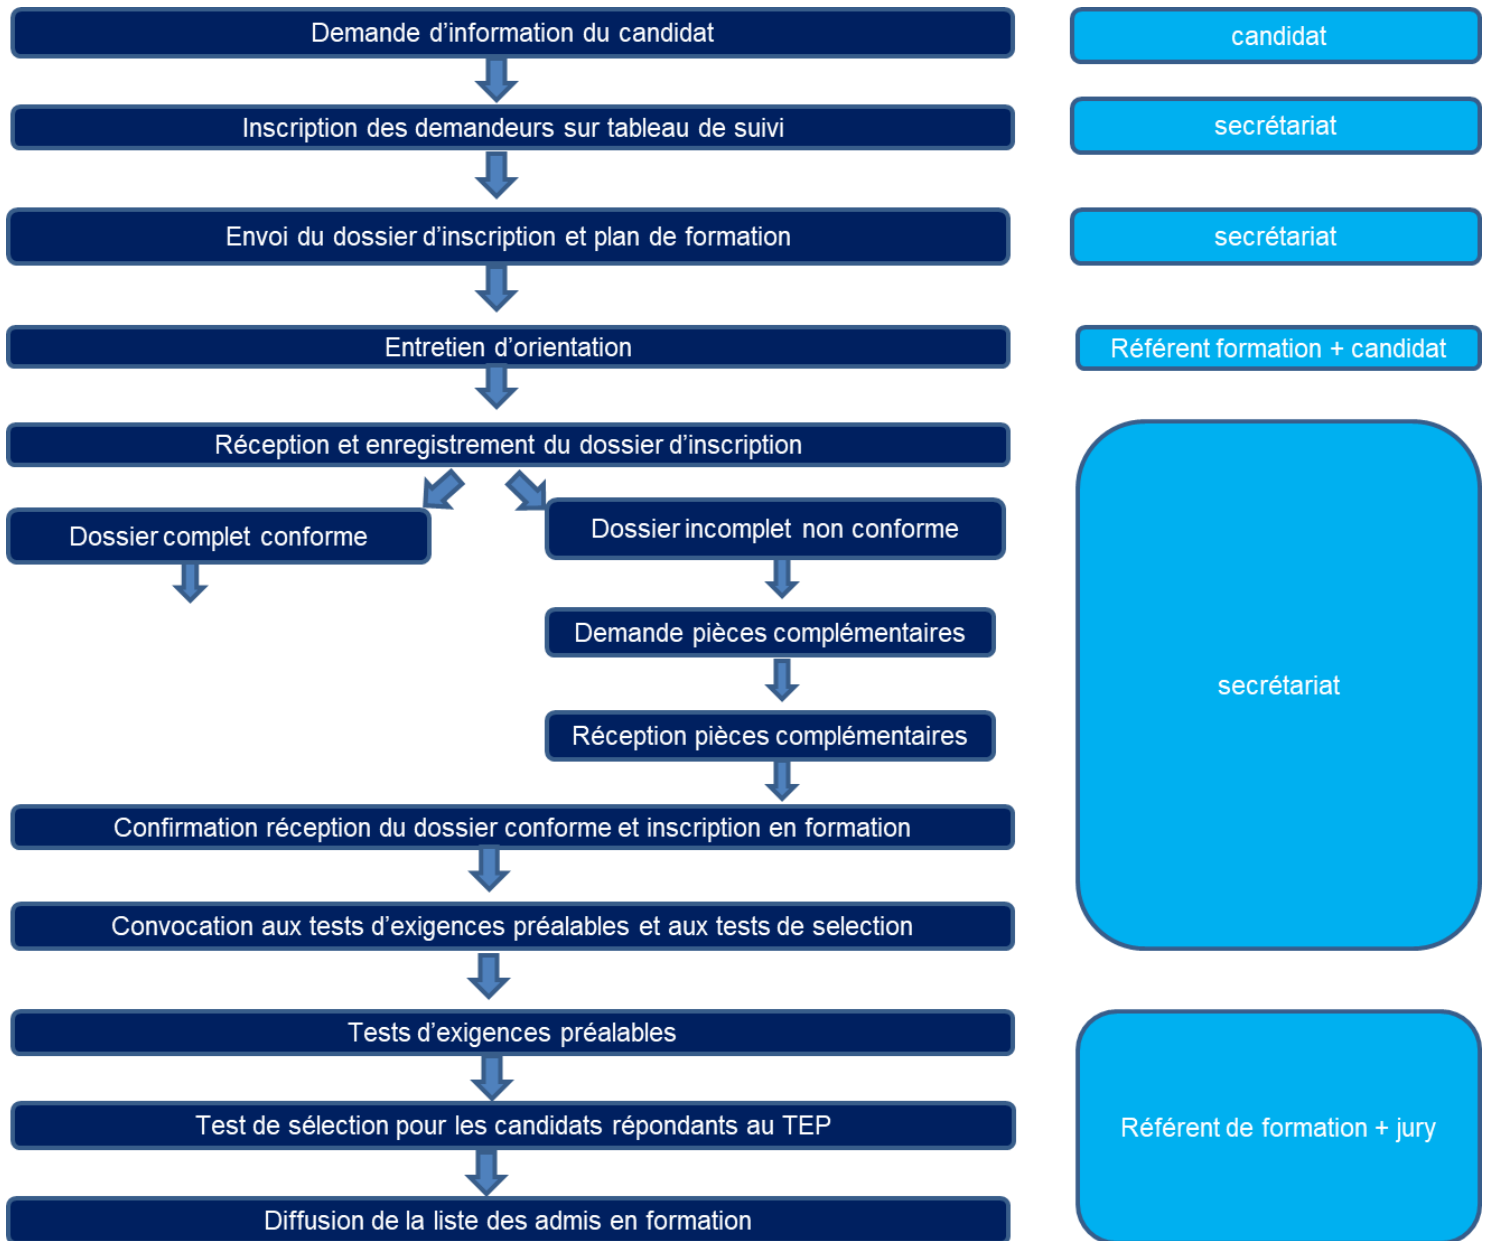 Demande d’information du candidat
candidat
Inscription des demandeurs sur tableau de suivi
secrétariat
Envoi du dossier d’inscription et plan de formation
secrétariat
Entretien d’orientation
Référent formation + candidat
Réception et enregistrement du dossier d’inscription
Dossier complet conforme
Dossier incomplet non conforme
Demande pièces complémentaires
secrétariat
Réception pièces complémentaires
Confirmation réception du dossier conforme et inscription en formation
Convocation aux tests d’exigences préalables et aux tests de selection
Tests d’exigences préalables
Test de sélection pour les candidats répondants au TEP
Référent de formation + jury
Diffusion de la liste des admis en formation